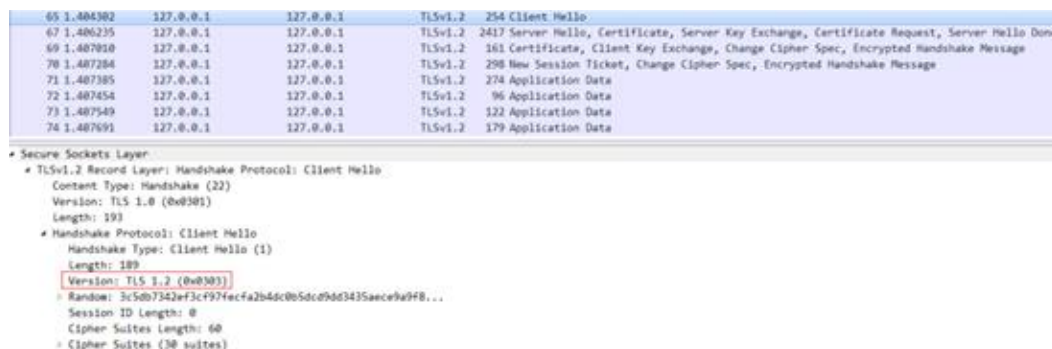 65 1.404302 127.0.0.1 127.0.0.1 TLSv1.2 254 Client Hello
67 1.406235 127.0.0.1 127.0.0.1 TLSv1.2 2417 Server Hello, Certificate, Server Key Exchange, Certificate Request, Server Hello Done
69 1.407010 127.0.0.1 127.0.0.1 TLSv1.2 161 Certificate, Client Key Exchange, Change Cipher Spec, Encrypted Handshake Message
70 1.407284 127.0.0.1 127.0.0.1 TLSv1.2 298 New Session Ticket, Change Cipher Spec, Encrypted Handshake Message
71 1.407385 127.0.0.1 127.0.0.1 TLSv1.2 274 Application Data
72 1.407454 127.0.0.1 127.0.0.1 TLSv1.2 96 Application Data
73 1.407549 127.0.0.1 127.0.0.1 TLSv1.2 122 Application Data
74 1.407691 127.0.0.1 127.0.0.1 TLSv1.2 179 Application Data
Secure Sockets Layer
TLSv1.2 Record Layer: Handshake Protocol: Client Hello
Content Type: Handshake (22)
Version: TLS 1.0 (0x0301)
Length: 193
Handshake Protocol: Client Hello
Handshake Type: Client Hello (1)
Length: 189
Version: TLS 1.2 (0x0303)
Random: 3c5db7342ef3cf97fecfa2b4dc0b5dcd9dd3435aece9a9f8...
Session ID Length: 0
Cipher Suites Length: 60
Cipher Suites (30 suites)